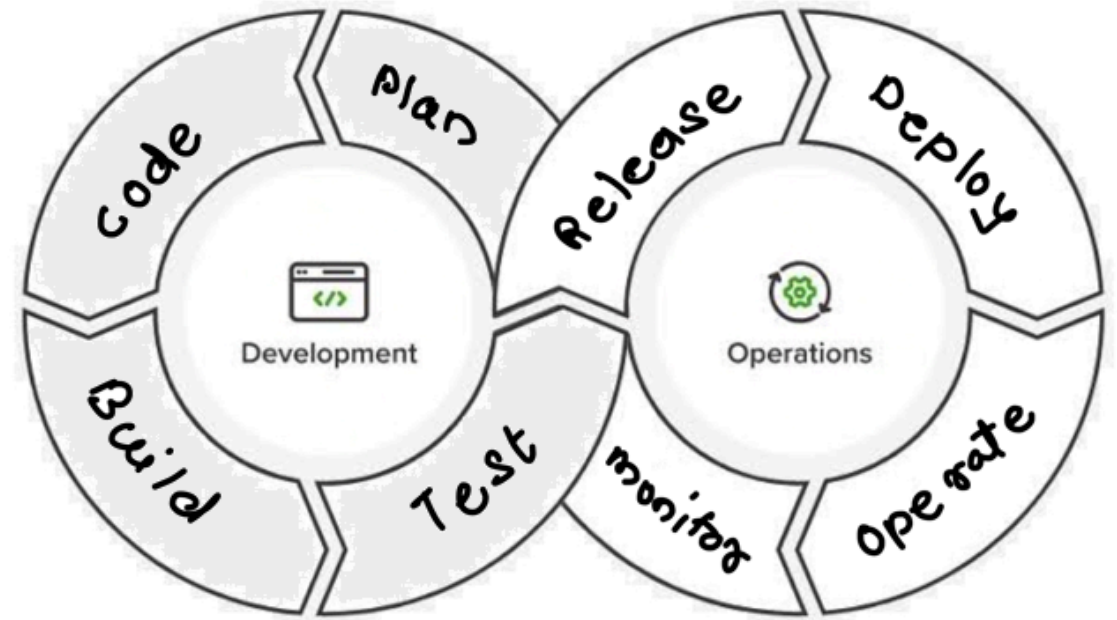 Plan
Code
Build
Test
Release
Deploy
Operate
monitor
</>
Development
Operations